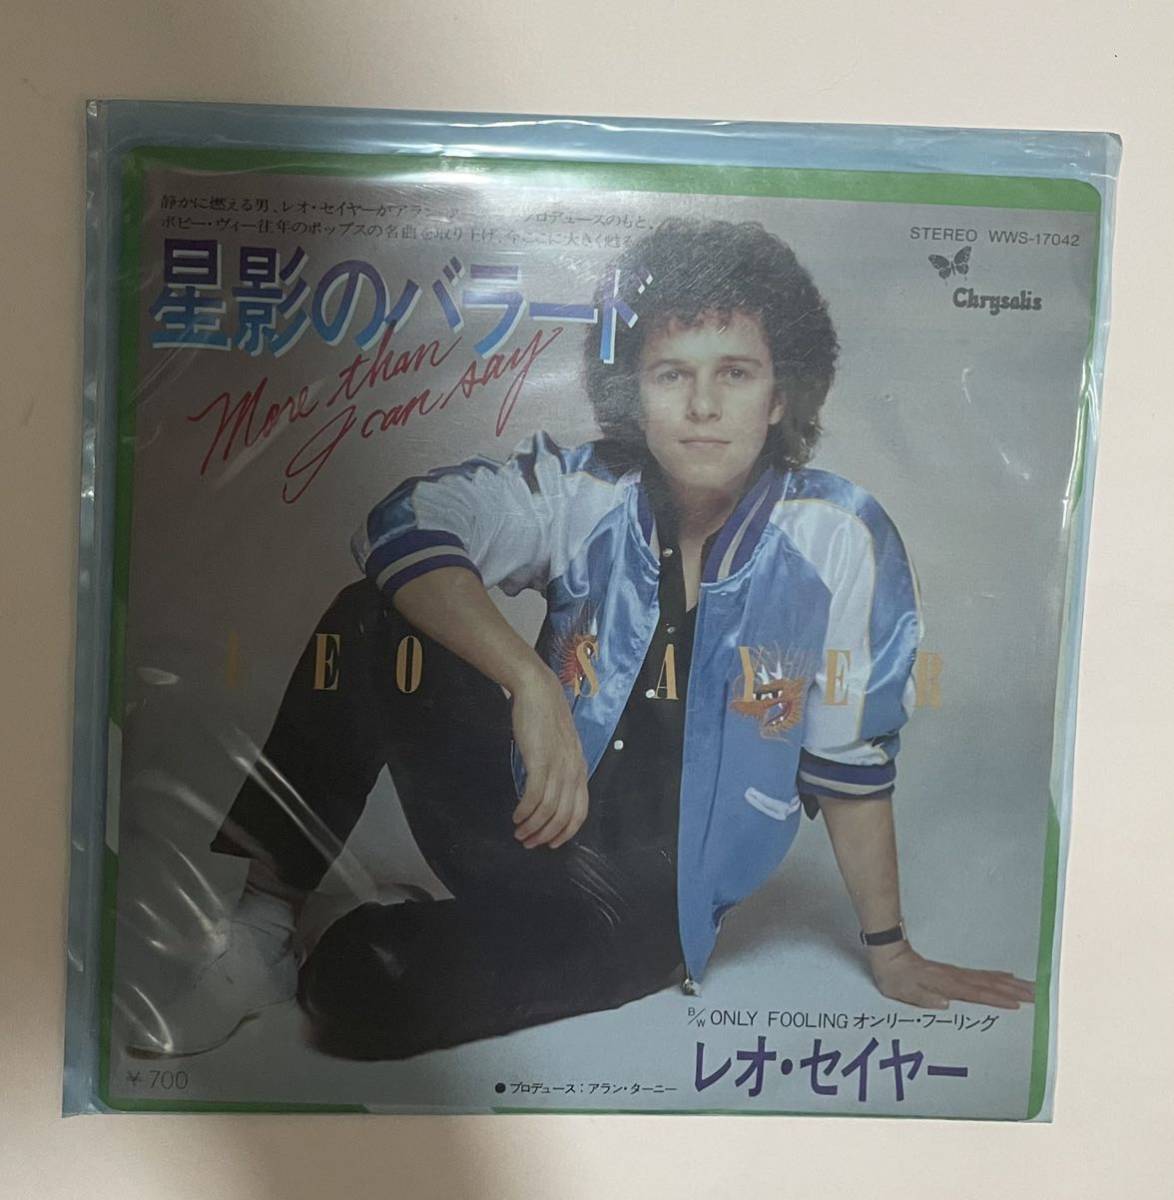 静かに燃える男、レオ・セイヤーがアラン・ターニーのプロデュースのもと、
ボビー・ヴィー往年のポップスの名曲を取り上げ、今ここに大きく甦る
STEREO WWS-17042
Chrysalis
星影のバラード
More than
I can say
LEO SAYER
B/W ONLY FOOLING オンリー・フーリング
レオ・セイヤー
¥700
●プロデュース：アラン・ターニー